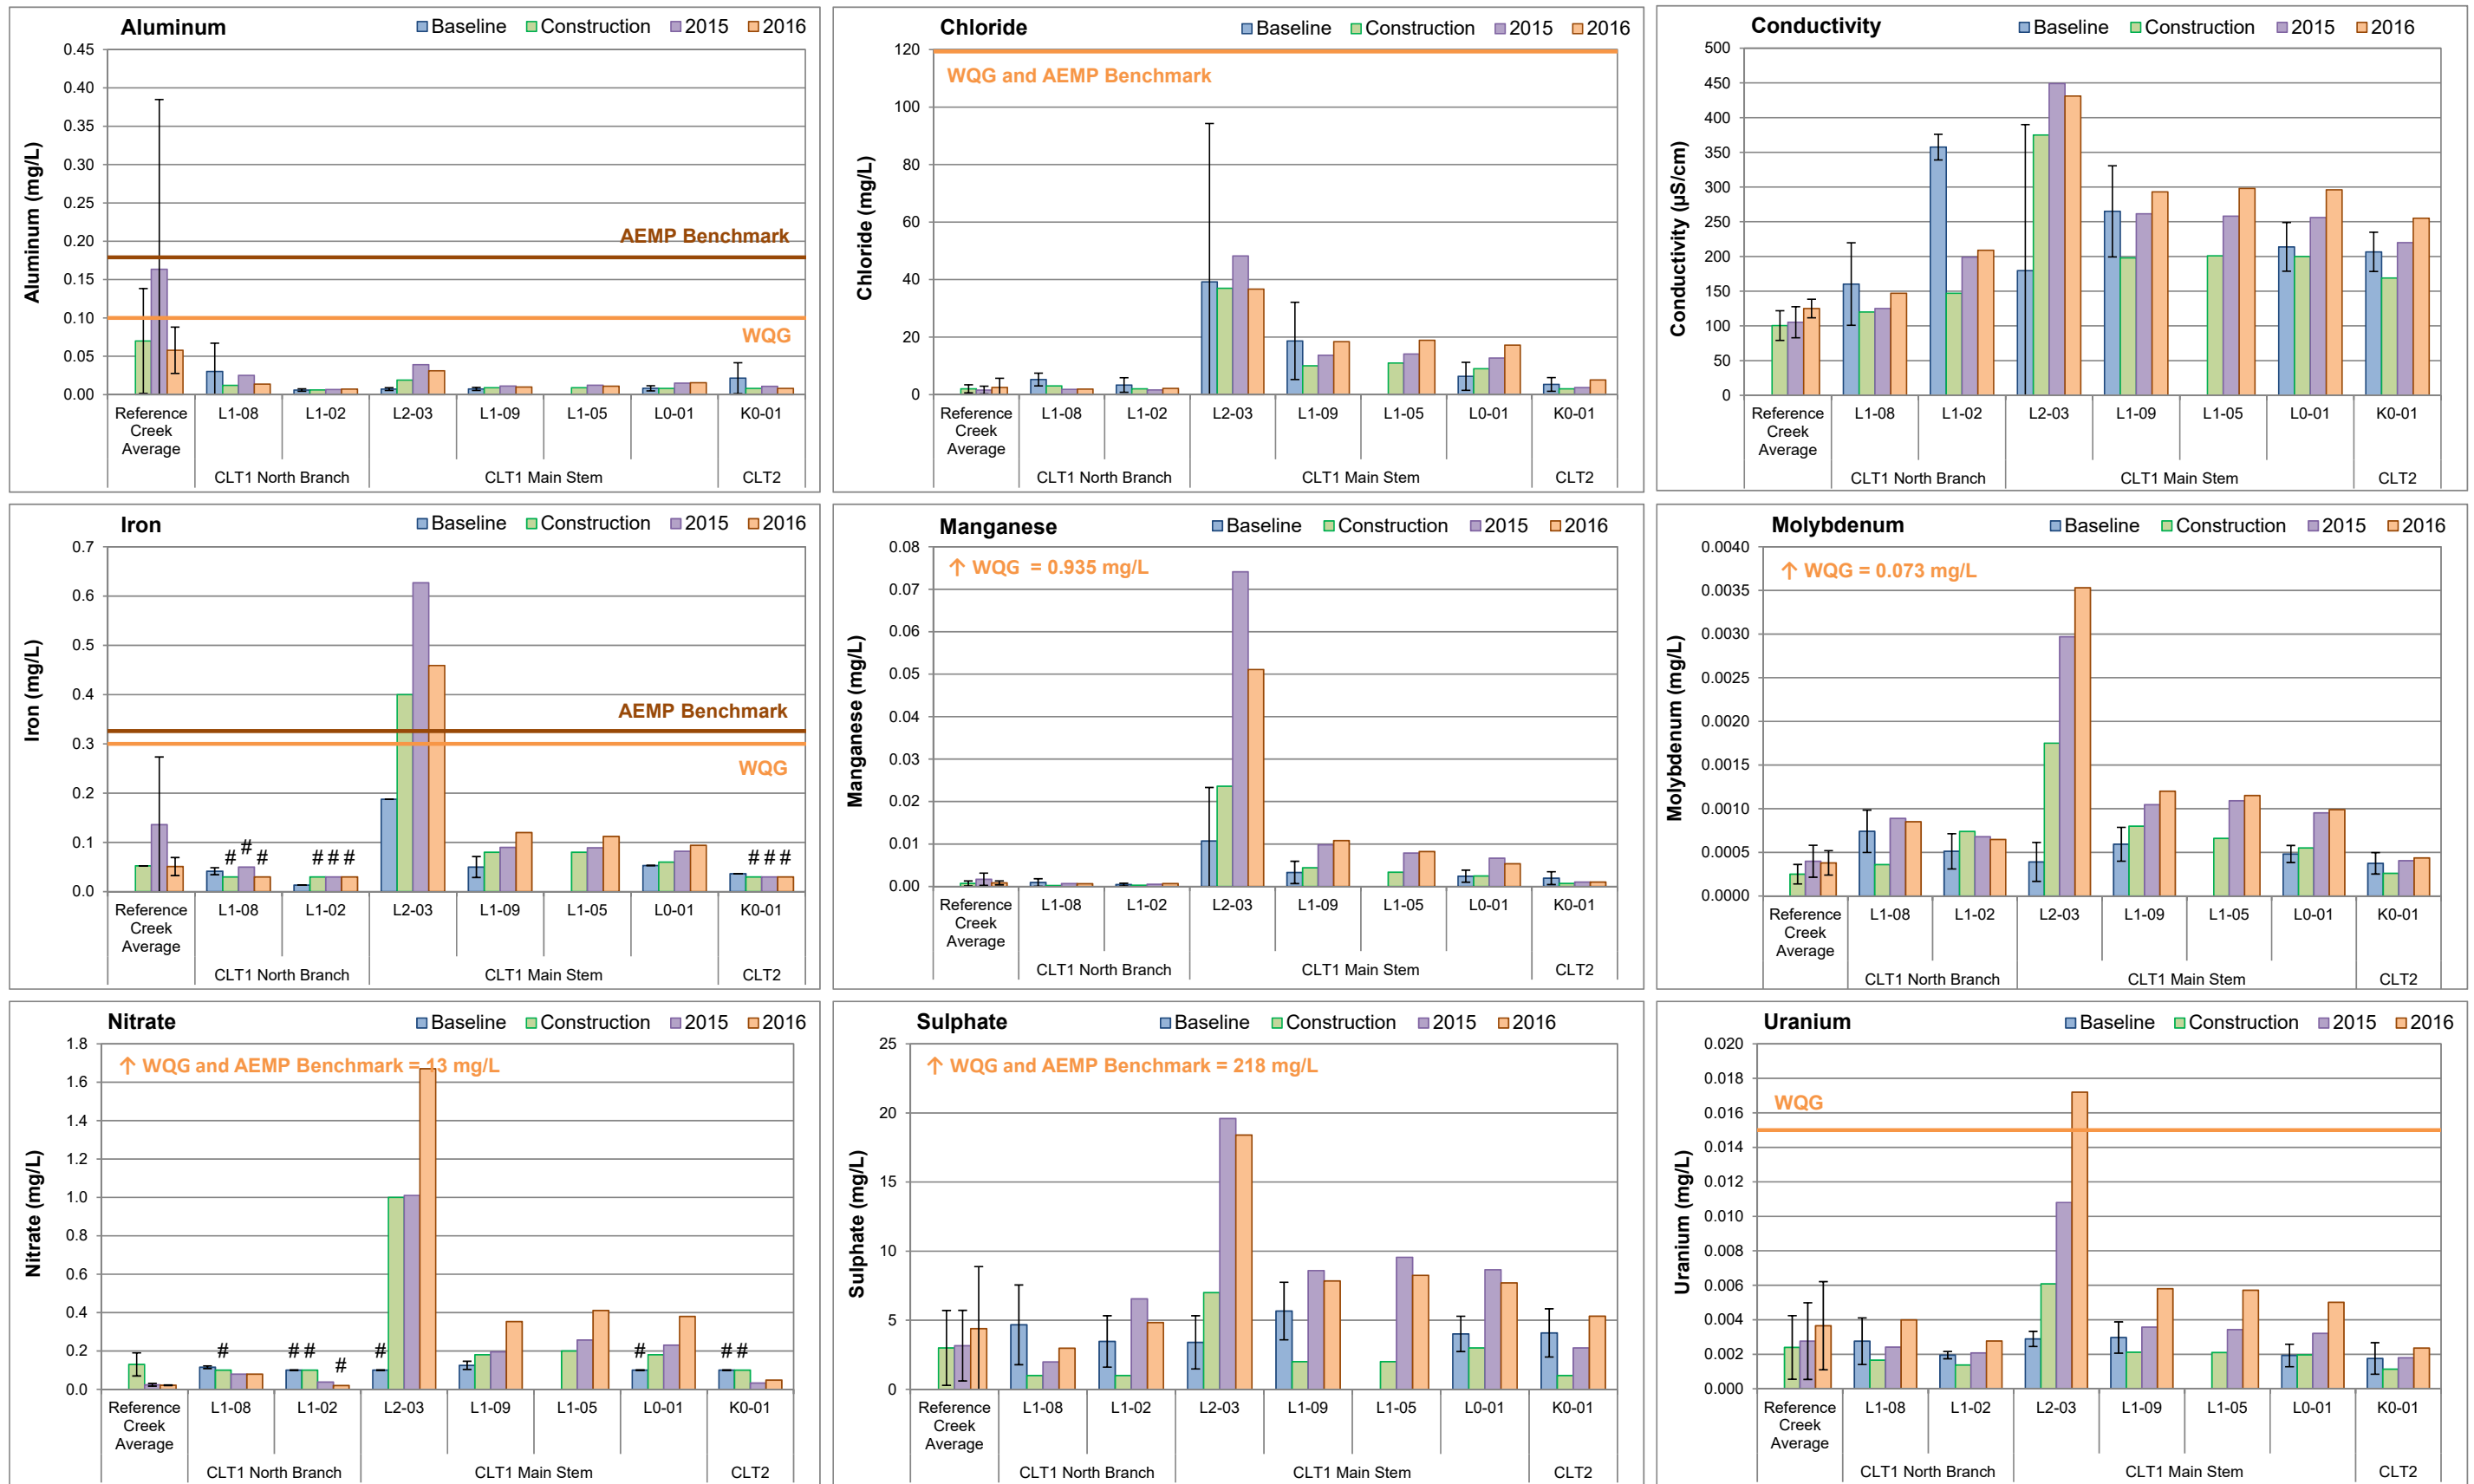 Aluminum
Baseline Construction 2015 2016
Aluminum (mg/L)
0.45
0.40
0.35
0.30
0.25
0.20
0.15
0.10
0.05
0.00
AEMP Benchmark
WQG
Reference Creek Average L1-08 L1-02 L2-03 L1-09 L1-05 L0-01 K0-01
CLT1 North Branch CLT1 Main Stem CLT2
Chloride
Baseline Construction 2015 2016
Chloride (mg/L)
120
100
80
60
40
20
0
WQG and AEMP Benchmark
Reference Creek Average L1-08 L1-02 L2-03 L1-09 L1-05 L0-01 K0-01
CLT1 North Branch CLT1 Main Stem CLT2
Conductivity
Baseline Construction 2015 2016
Conductivity (µS/cm)
500
450
400
350
300
250
200
150
100
50
0
Reference Creek Average L1-08 L1-02 L2-03 L1-09 L1-05 L0-01 K0-01
CLT1 North Branch CLT1 Main Stem CLT2
Iron
Baseline Construction 2015 2016
Iron (mg/L)
0.7
0.6
0.5
0.4
0.3
0.2
0.1
0.0
AEMP Benchmark
WQG
# # # # # # # # #
Reference Creek Average L1-08 L1-02 L2-03 L1-09 L1-05 L0-01 K0-01
CLT1 North Branch CLT1 Main Stem CLT2
Manganese
Baseline Construction 2015 2016
Manganese (mg/L)
0.08
0.07
0.06
0.05
0.04
0.03
0.02
0.01
0.00
↑ WQG = 0.935 mg/L
Reference Creek Average L1-08 L1-02 L2-03 L1-09 L1-05 L0-01 K0-01
CLT1 North Branch CLT1 Main Stem CLT2
Molybdenum
Baseline Construction 2015 2016
Molybdenum (mg/L)
0.0040
0.0035
0.0030
0.0025
0.0020
0.0015
0.0010
0.0005
0.0000
↑ WQG = 0.073 mg/L
Reference Creek Average L1-08 L1-02 L2-03 L1-09 L1-05 L0-01 K0-01
CLT1 North Branch CLT1 Main Stem CLT2
Nitrate
Baseline Construction 2015 2016
Nitrate (mg/L)
1.8
1.6
1.4
1.2
1.0
0.8
0.6
0.4
0.2
0.0
↑ WQG and AEMP Benchmark = 13 mg/L
# # # # # # # #
Reference Creek Average L1-08 L1-02 L2-03 L1-09 L1-05 L0-01 K0-01
CLT1 North Branch CLT1 Main Stem CLT2
Sulphate
Baseline Construction 2015 2016
Sulphate (mg/L)
25
20
15
10
5
0
↑ WQG and AEMP Benchmark = 218 mg/L
Reference Creek Average L1-08 L1-02 L2-03 L1-09 L1-05 L0-01 K0-01
CLT1 North Branch CLT1 Main Stem CLT2
Uranium
Baseline Construction 2015 2016
Uranium (mg/L)
0.020
0.018
0.016
0.014
0.012
0.010
0.008
0.006
0.004
0.002
0.000
WQG
Reference Creek Average L1-08 L1-02 L2-03 L1-09 L1-05 L0-01 K0-01
CLT1 North Branch CLT1 Main Stem CLT2